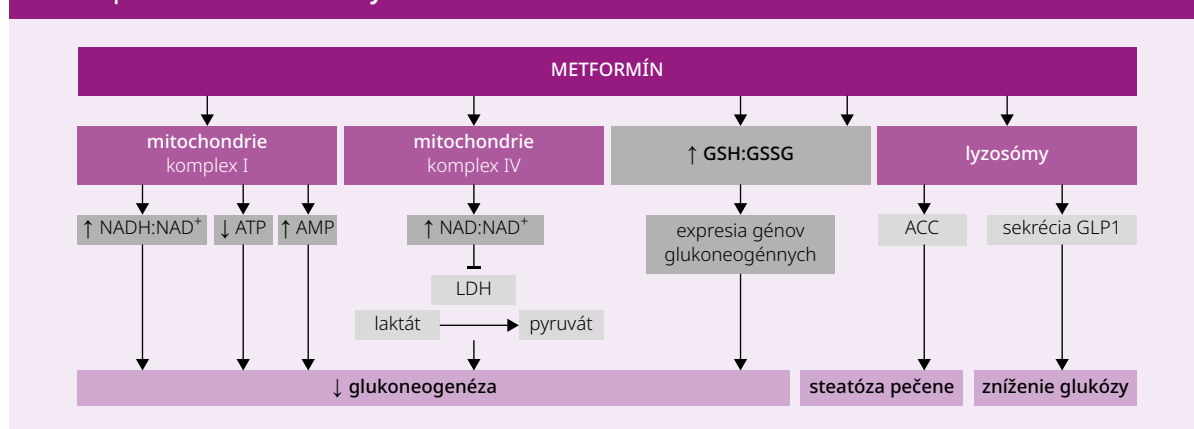 METFORMÍN
mitochondrie
komplex I
mitochondrie
komplex IV
↑ GSH:GSSG
lyzosómy
↑ NADH:NAD⁺
↓ ATP
↑ AMP
↑ NAD:NAD⁺
expresia génov
glukoneogénnych
ACC
sekrécia GLP1
LDH
laktát
pyruvát
↓ glukoneogenéza
steatóza pečene
zníženie glukózy